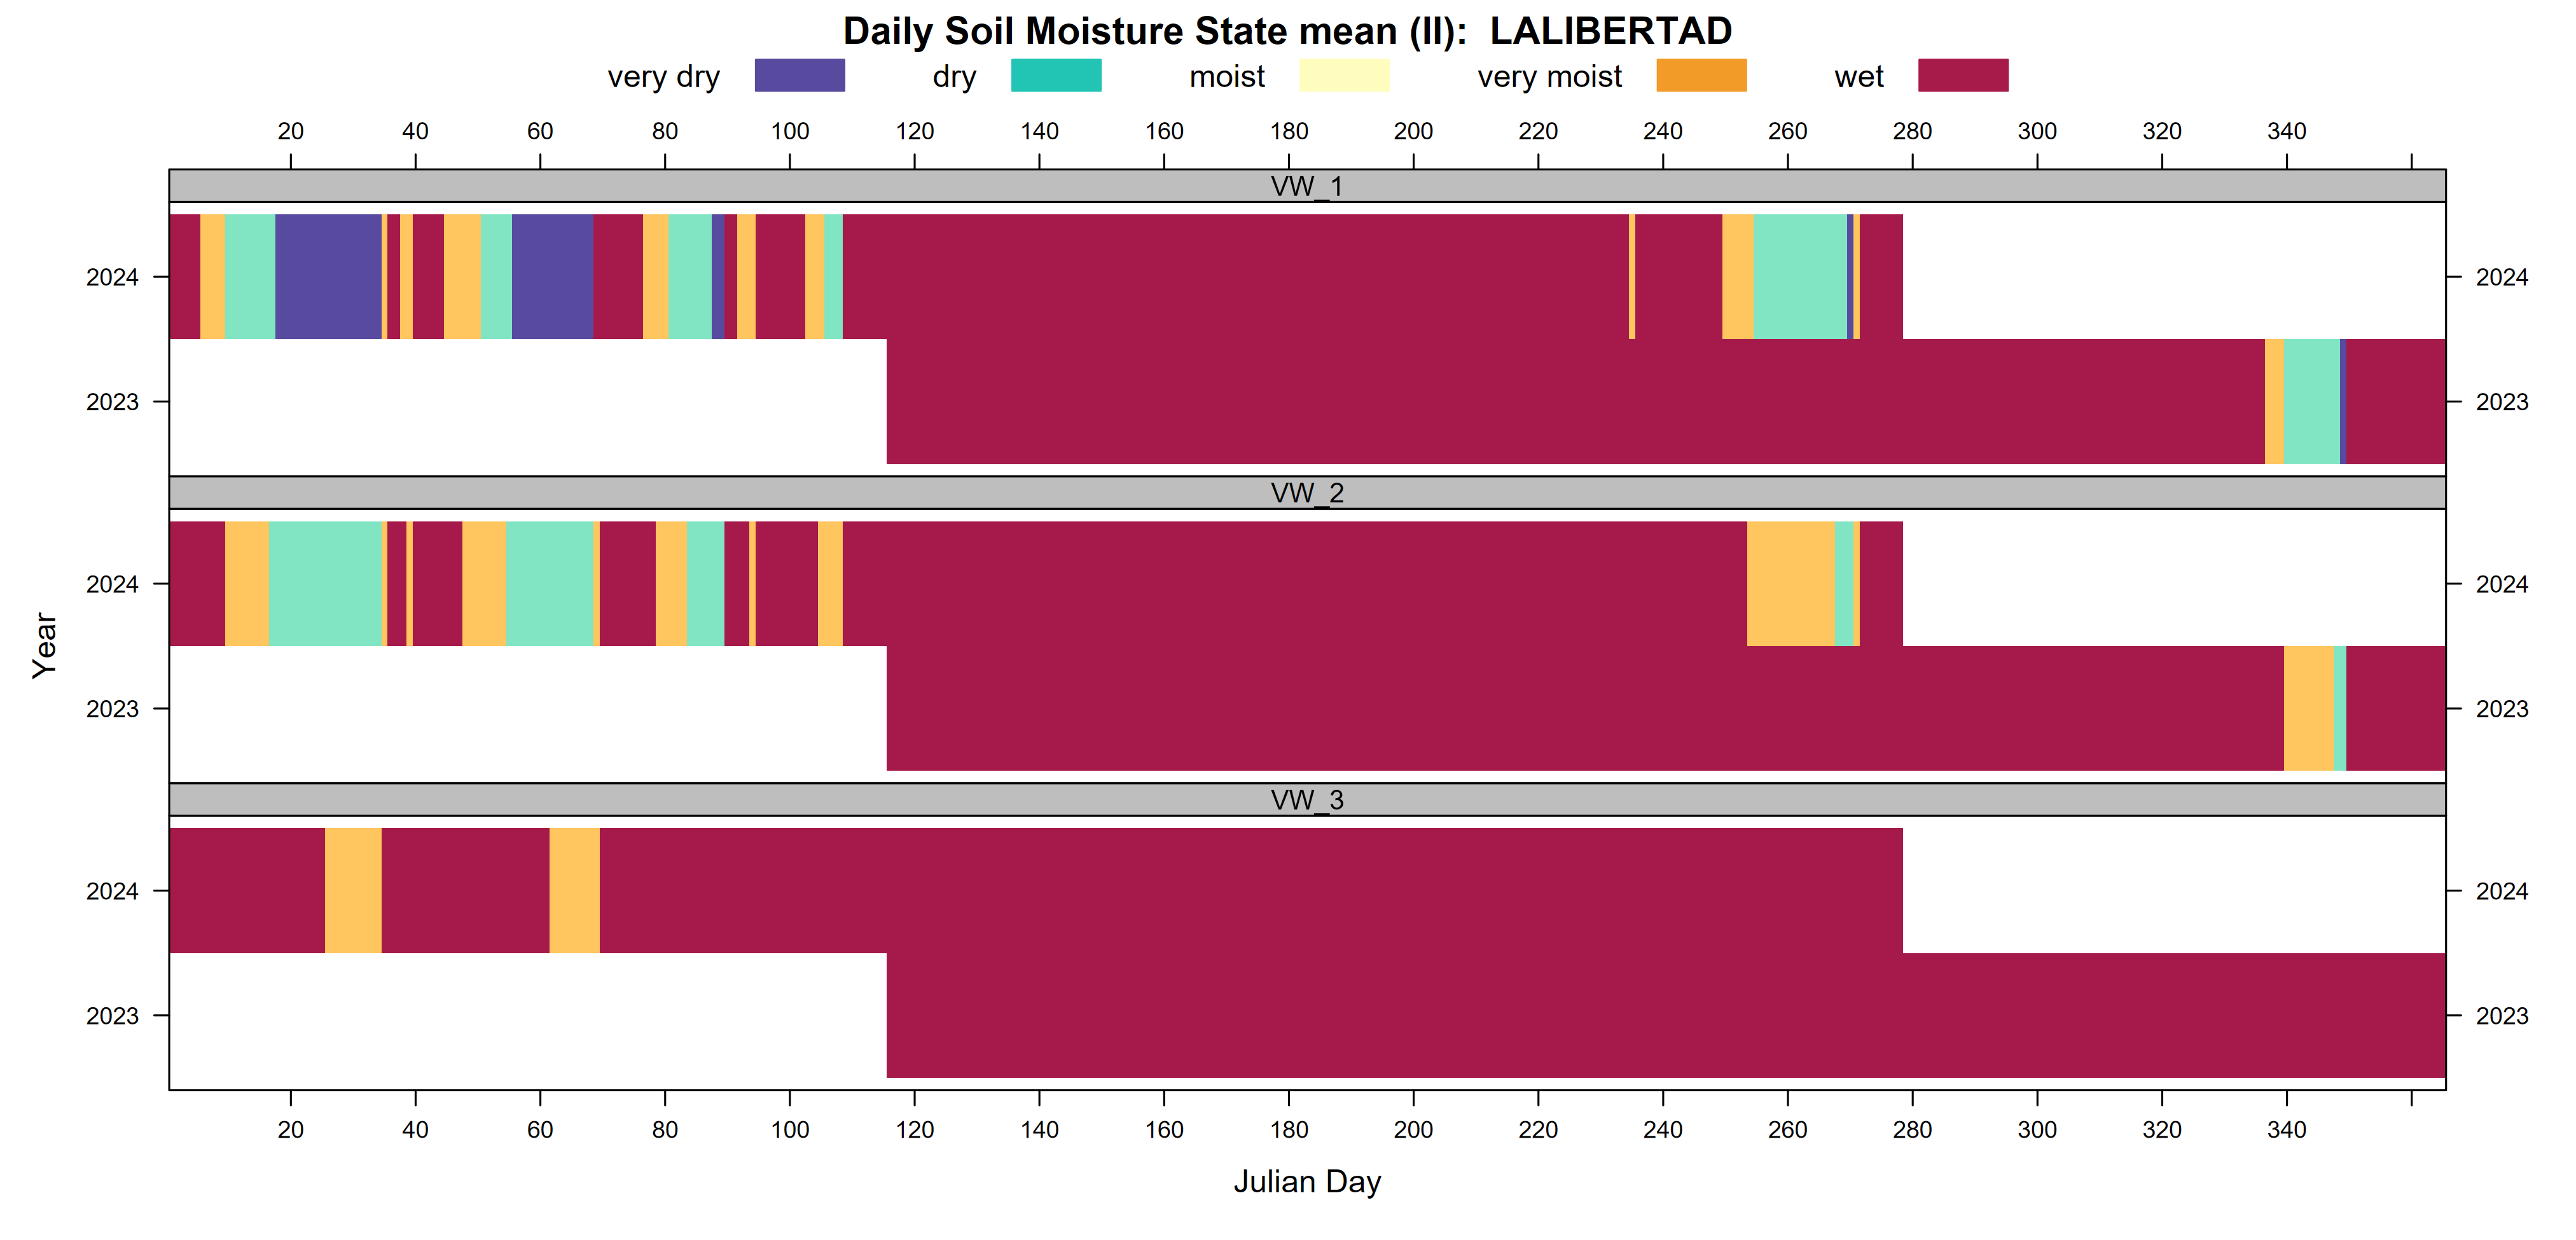 Daily Soil Moisture State mean (II):  LALIBERTAD
very dry dry moist very moist wet
20 40 60 80 100 120 140 160 180 200 220 240 260 280 300 320 340
VW_1
2024 2024
2023 2023
VW_2
2024 2024
2023 2023
VW_3
2024 2024
2023 2023
Year
20 40 60 80 100 120 140 160 180 200 220 240 260 280 300 320 340
Julian Day